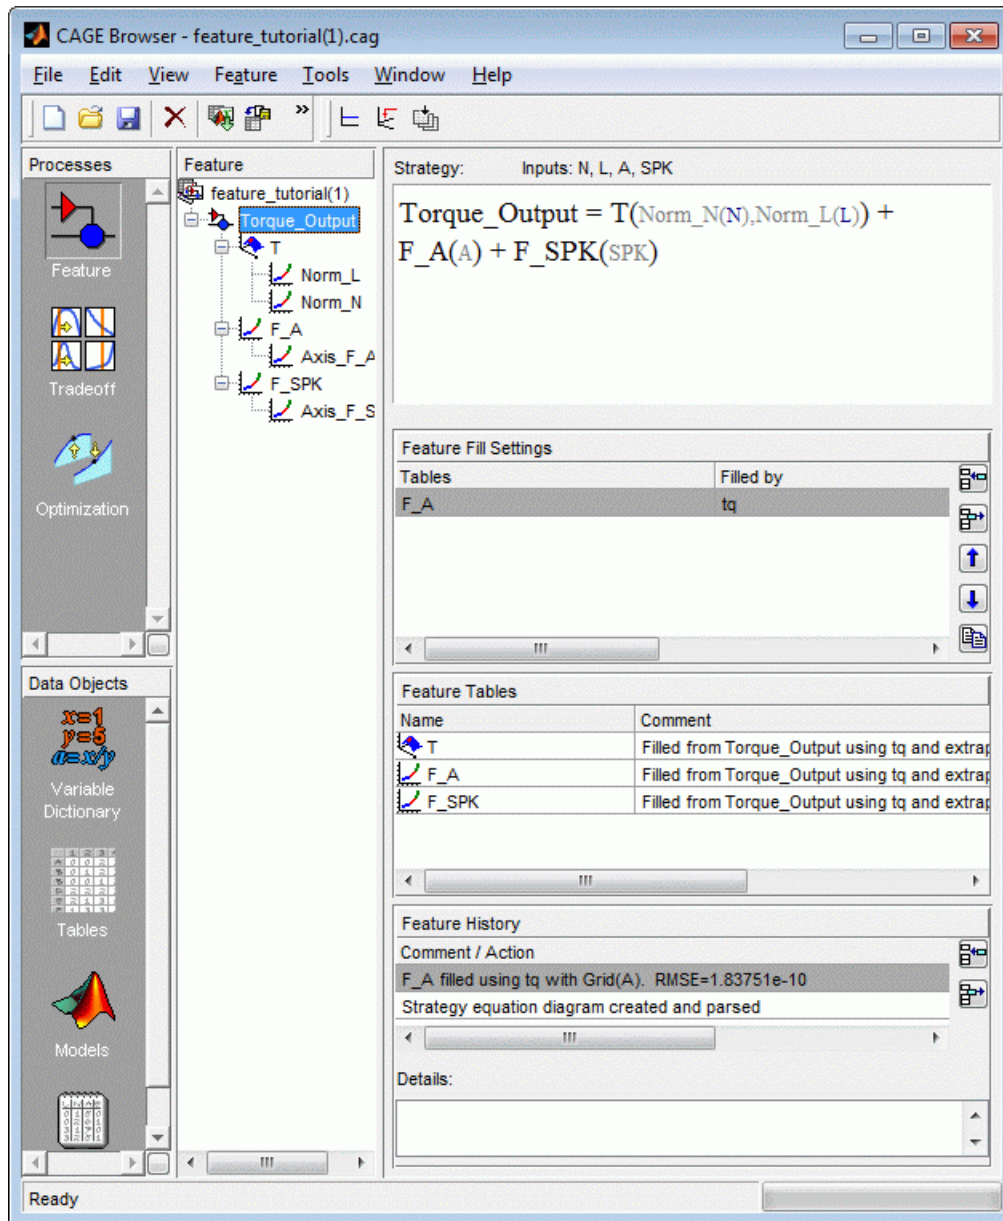 CAGE Browser - feature_tutorial(1).cag
File Edit View Feature Tools Window Help
Processes
Feature
Tradeoff
Optimization
Data Objects
x=1
y=5
a=x/y
Variable
Dictionary
Tables
Models
Feature
feature_tutorial(1)
Torque_Output
T
Norm_L
Norm_N
F_A
Axis_F_A
F_SPK
Axis_F_S
Strategy: Inputs: N, L, A, SPK
Torque_Output = T(Norm_N(N),Norm_L(L)) +
F_A(A) + F_SPK(SPK)
Feature Fill Settings
Tables Filled by
F_A tq
Feature Tables
Name Comment
T Filled from Torque_Output using tq and extrap
F_A Filled from Torque_Output using tq and extrap
F_SPK Filled from Torque_Output using tq and extrap
Feature History
Comment / Action
F_A filled using tq with Grid(A). RMSE=1.83751e-10
Strategy equation diagram created and parsed
Details:
Ready